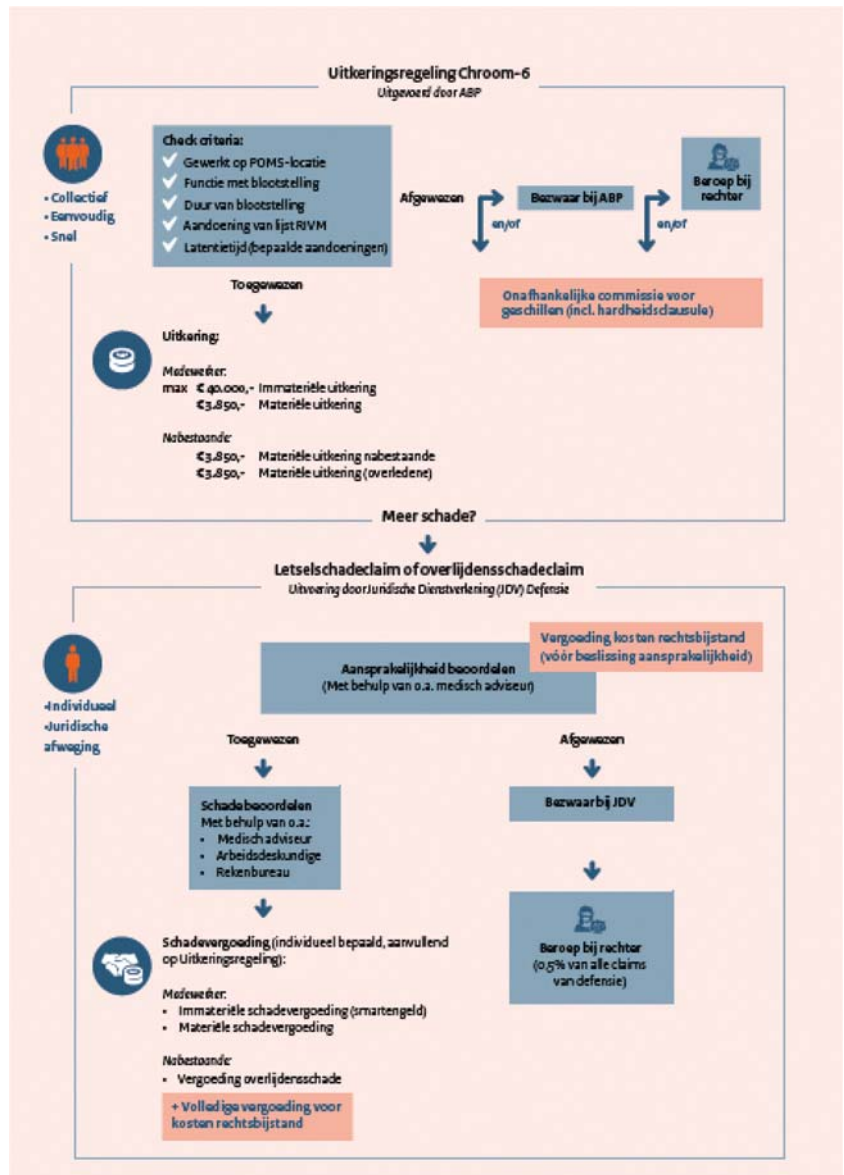 Uitkeringsregeling Chroom-6
Uitgevoerd door ABP
• Collectief
• Eenvoudig
• Snel
Check criteria:
Gewerkt op POMS-locatie
Functie met blootstelling
Duur van blootstelling
Aandoening van lijst RIVM
Latentietijd (bepaalde aandoeningen)
Afgewezen
en/of
Bezwaar bij ABP
en/of
Beroep bij
rechter
Onafhankelijke commissie voor
geschillen (incl. hardheidsclausule)
Toegewezen
Uitkering:
Medewerker:
max €40.000,- Immateriële uitkering
€3.850,- Materiële uitkering
Nabestaande:
€3.850,- Materiële uitkering nabestaande
€3.850,- Materiële uitkering (overledene)
Meer schade?
Letselschadeclaim of overlijdensschadeclaim
Uitvoering door Juridische Dienstverlening (JDV) Defensie
•Individueel
•Juridische
afweging
Vergoeding kosten rechtsbijstand
(vóór beslissing aansprakelijkheid)
Aansprakelijkheid beoordelen
(Met behulp van o.a. medisch adviseur)
Toegewezen
Schade beoordelen
Met behulp van o.a.:
• Medisch adviseur
• Arbeidsdeskundige
• Rekenbureau
Schadevergoeding (individueel bepaald, aanvullend
op Uitkeringsregeling):
Medewerker:
• Immateriële schadevergoeding (smartengeld)
• Materiële schadevergoeding
Nabestaande:
• Vergoeding overlijdensschade
+ Volledige vergoeding voor
kosten rechtsbijstand
Afgewezen
Bezwaar bij JDV
Beroep bij rechter
(0,5% van alle claims
van defensie)